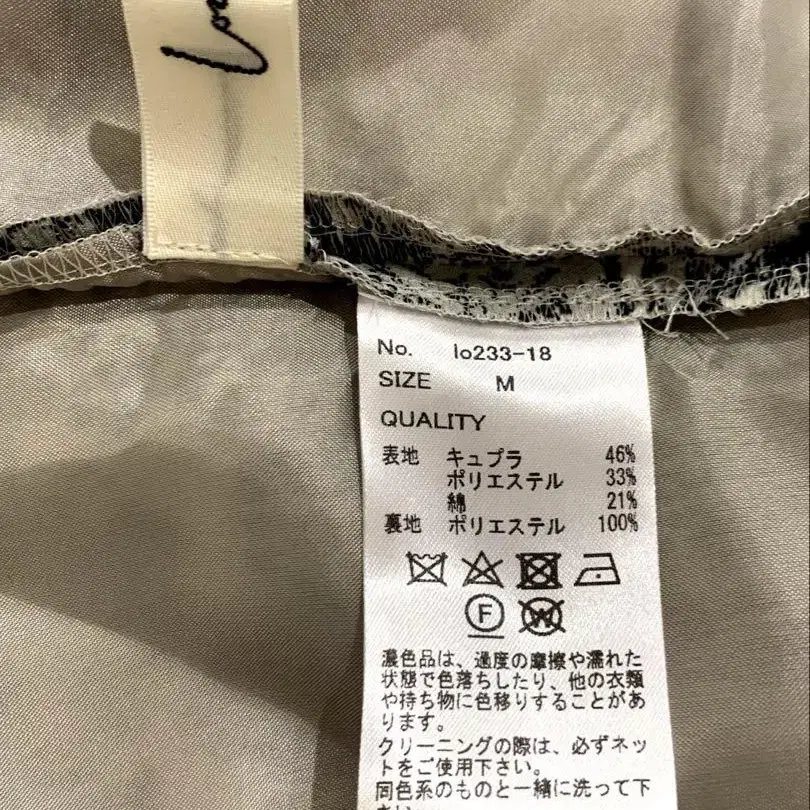 No. lo233-18
SIZE M
QUALITY
表地 キュプラ 46%
ポリエステル 33%
綿 21%
裏地 ポリエステル 100%
F
W
濃色品は、過度の摩擦や濡れた
状態で色落ちしたり、他の衣類
や持ち物に色移りすることがあ
ります。
クリーニングの際は、必ずネッ
トをご使用下さい。
同色系のものと一緒に洗って下